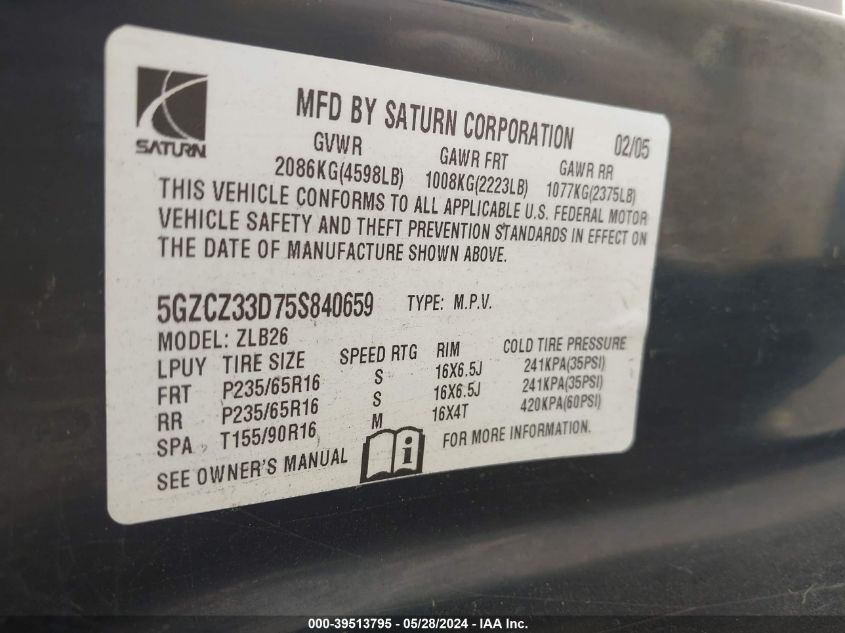 SATURN
MFD BY SATURN CORPORATION 02/05
GVWR GAWR FRT GAWR RR
2086KG(4598LB) 1008KG(2223LB) 1077KG(2375LB)
THIS VEHICLE CONFORMS TO ALL APPLICABLE U.S. FEDERAL MOTOR
VEHICLE SAFETY AND THEFT PREVENTION STANDARDS IN EFFECT ON
THE DATE OF MANUFACTURE SHOWN ABOVE.
5GZCZ33D75S840659 TYPE: M.P.V.
MODEL: ZLB26
LPUY TIRE SIZE SPEED RTG RIM COLD TIRE PRESSURE
FRT P235/65R16 S 16X6.5J 241KPA(35PSI)
RR P235/65R16 S 16X6.5J 241KPA(35PSI)
SPA T155/90R16 M 16X4T 420KPA(60PSI)
SEE OWNER'S MANUAL i FOR MORE INFORMATION.
000-39513795 - 05/28/2024 - IAA Inc.